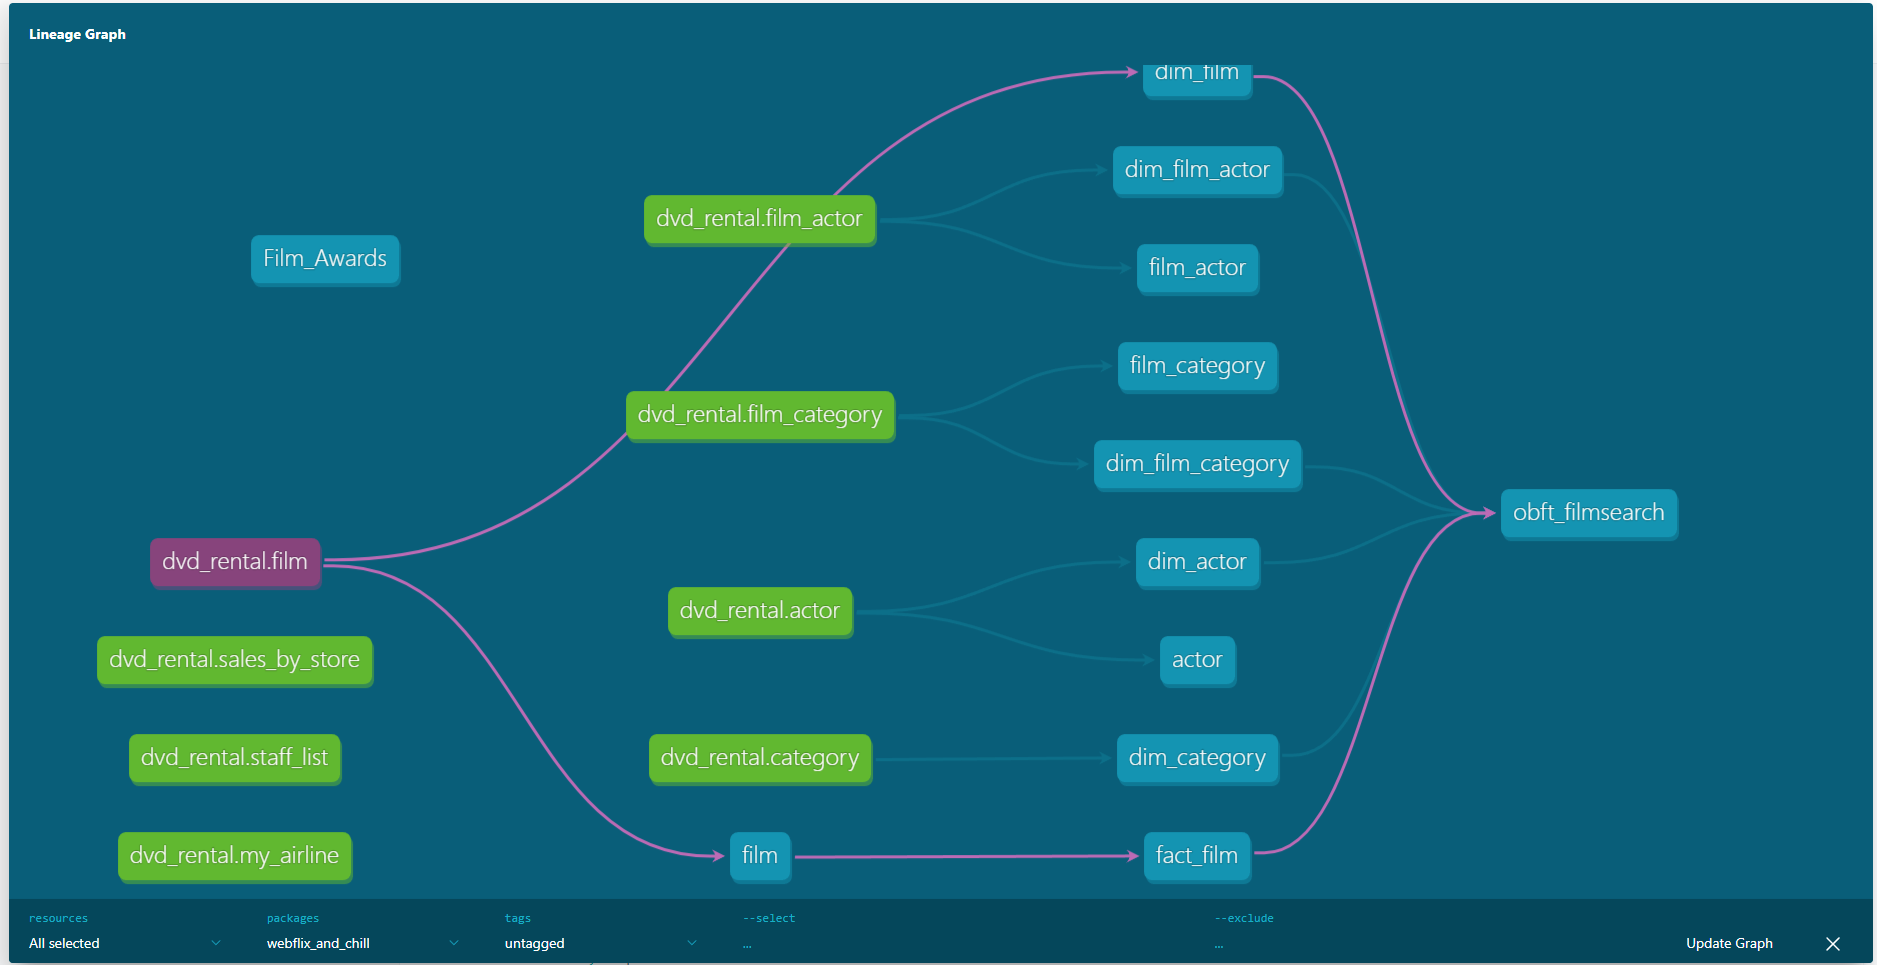 Lineage Graph
dim_film
dim_film_actor
dvd_rental.film_actor
Film_Awards
film_actor
film_category
dvd_rental.film_category
dim_film_category
obft_filmsearch
dvd_rental.film
dim_actor
dvd_rental.actor
dvd_rental.sales_by_store
actor
dvd_rental.staff_list
dvd_rental.category
dim_category
dvd_rental.my_airline
film
fact_film
resources
packages
tags
--select
--exclude
All selected
webflix_and_chill
untagged
...
...
Update Graph